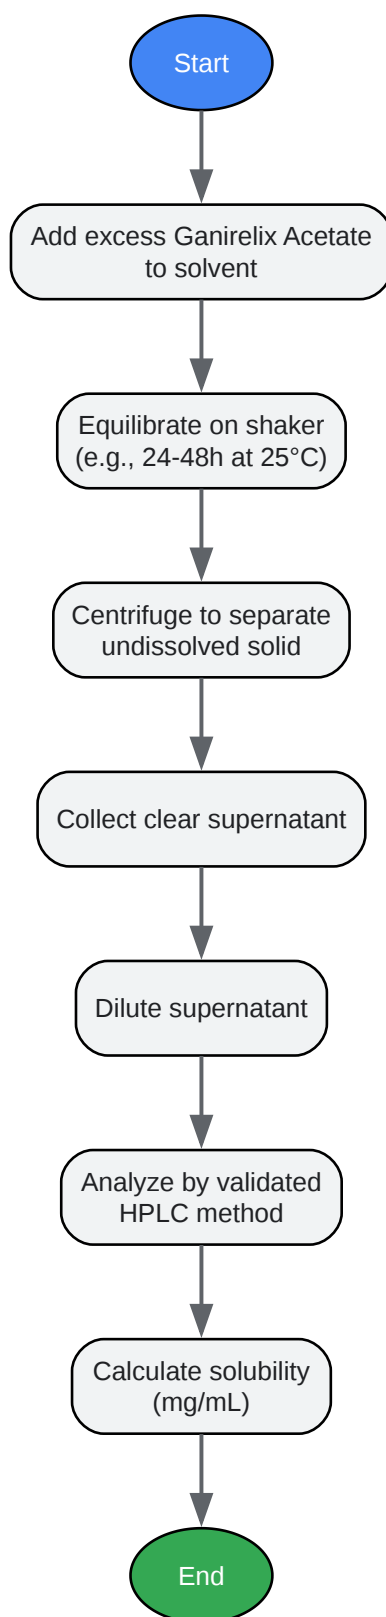 Start
Add excess Ganirelix Acetate
to solvent
Equilibrate on shaker
(e.g., 24-48h at 25°C)
Centrifuge to separate
undissolved solid
Collect clear supernatant
Dilute supernatant
Analyze by validated
HPLC method
Calculate solubility
(mg/mL)
End